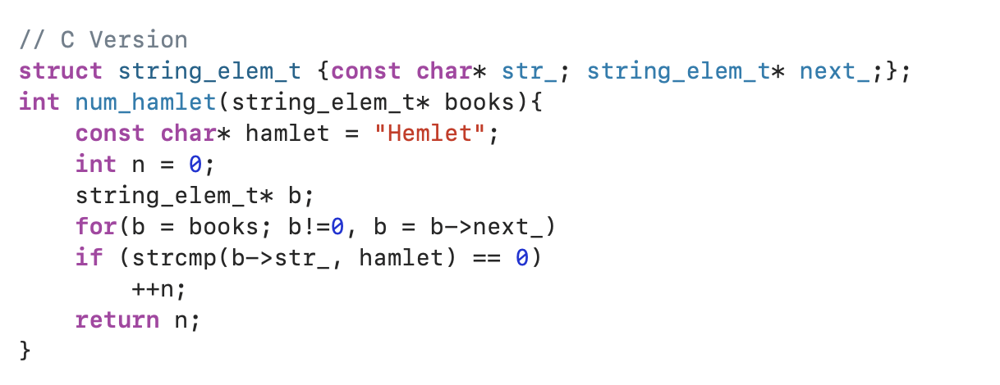 // C Version
struct string_elem_t {const char* str_; string_elem_t* next_;};
int num_hamlet(string_elem_t* books){
    const char* hamlet = "Hemlet";
    int n = 0;
    string_elem_t* b;
    for(b = books; b!=0, b = b->next_)
    if (strcmp(b->str_, hamlet) == 0)
        ++n;
    return n;
}